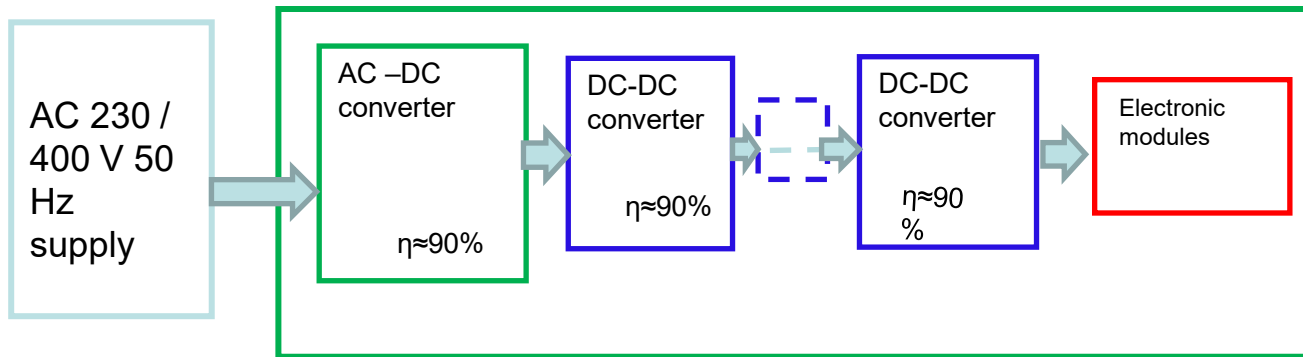 AC 230 /
400 V 50
Hz
supply
AC –DC
converter
η≈90%
DC-DC
converter
η≈90%
DC-DC
converter
η≈90
%
Electronic
modules